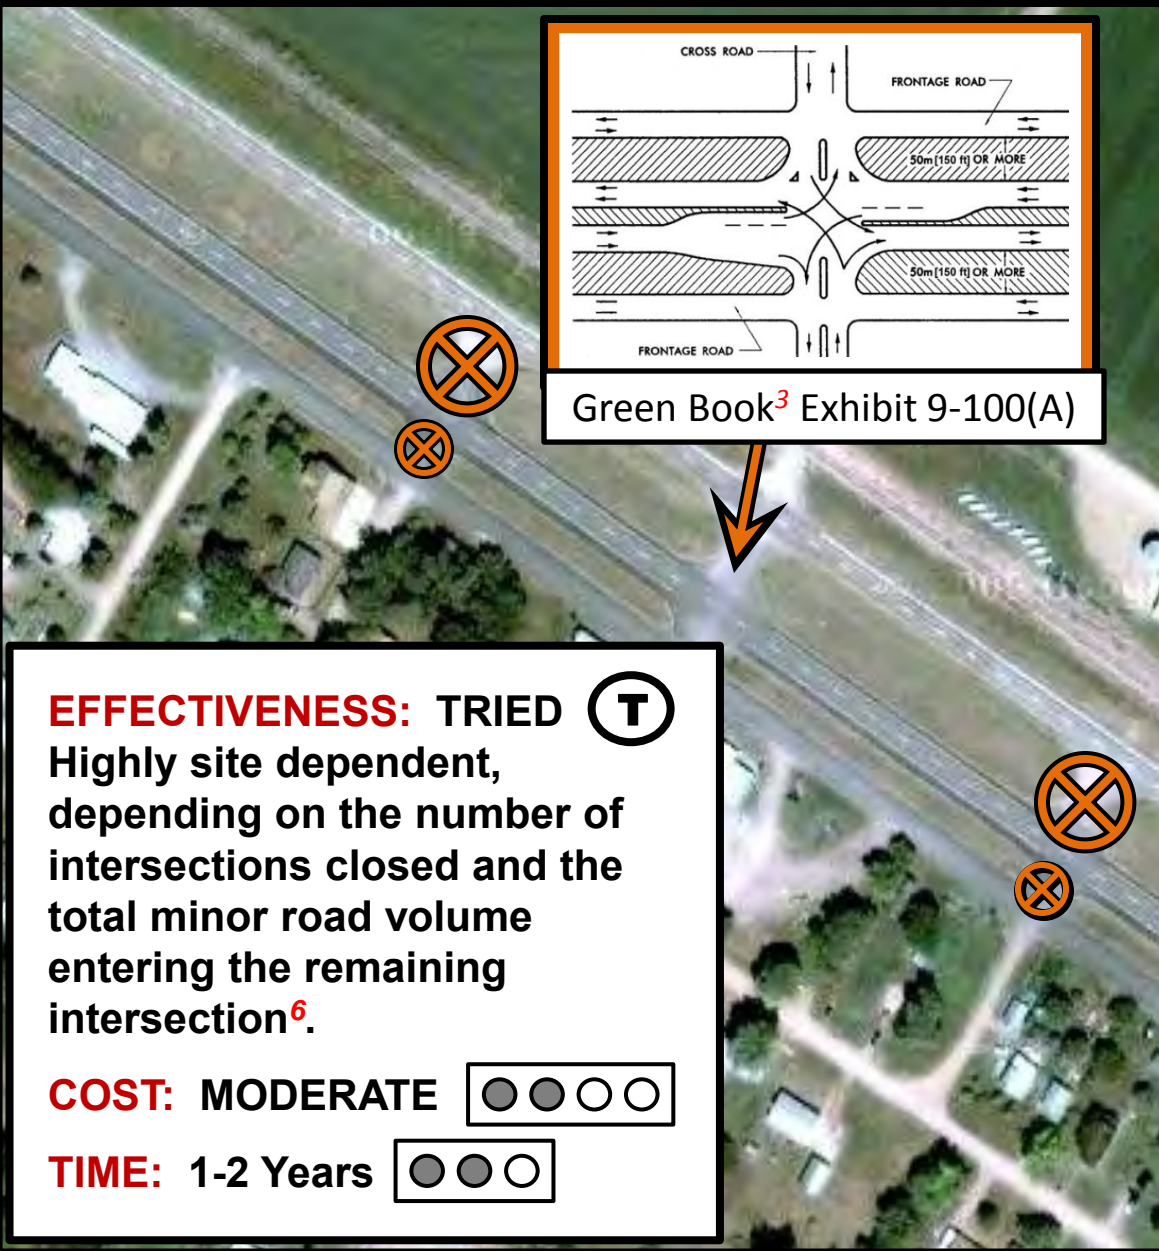 CROSS ROAD
FRONTAGE ROAD
50m [150 ft] OR MORE
50m [150 ft] OR MORE
FRONTAGE ROAD
Green Book3 Exhibit 9-100(A)
EFFECTIVENESS: TRIED T
Highly site dependent,
depending on the number of
intersections closed and the
total minor road volume
entering the remaining
intersection6.
COST: MODERATE
TIME: 1-2 Years